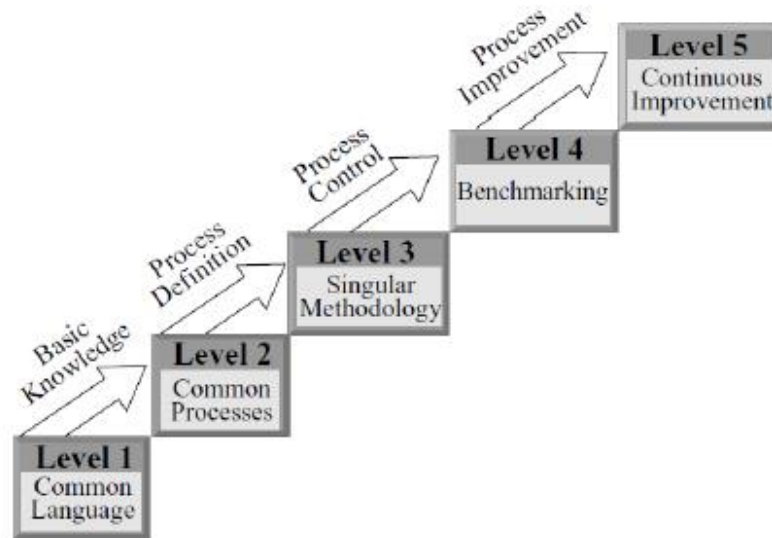 Process
Improvement
Level 5
Continuous
Improvement
Process
Control
Level 4
Benchmarking
Process
Definition
Level 3
Singular
Methodology
Basic
Knowledge
Level 2
Common
Processes
Level 1
Common
Language